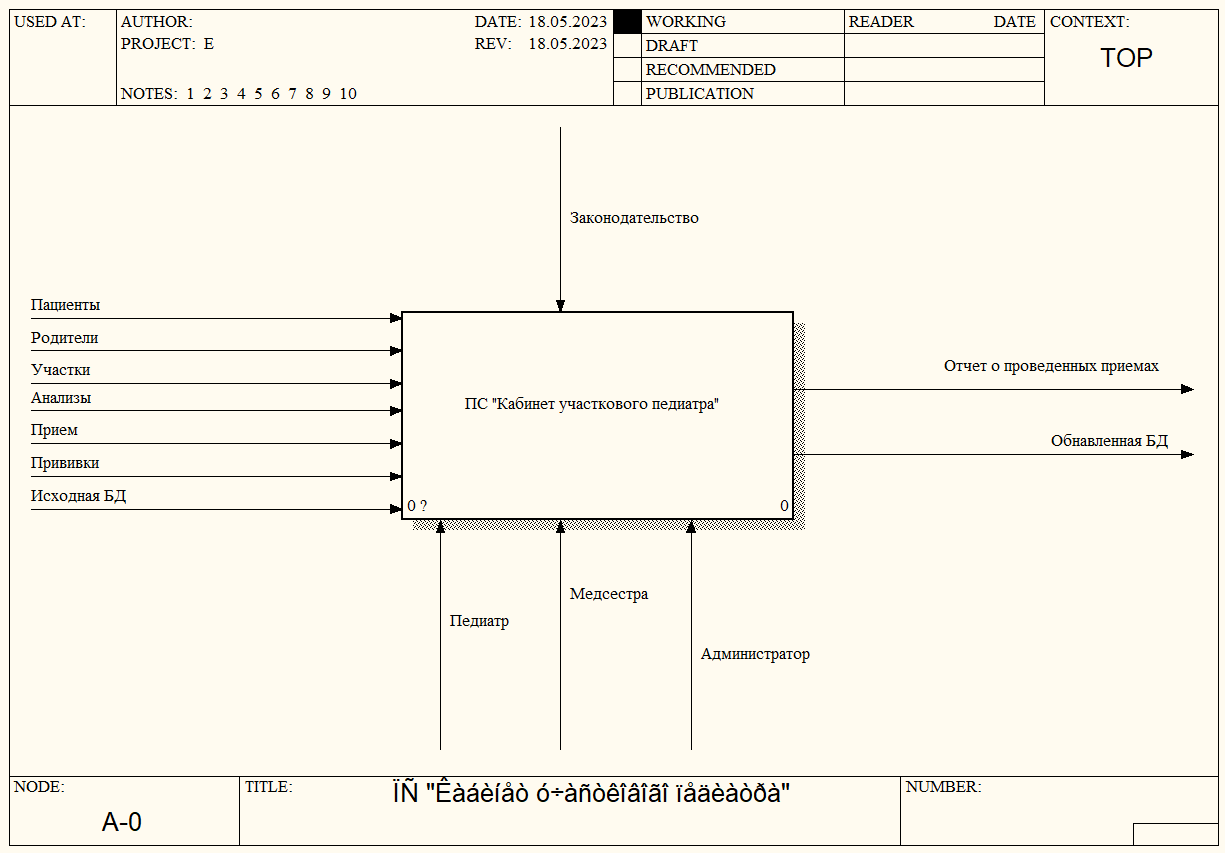 USED AT:
AUTHOR:
DATE: 18.05.2023
PROJECT: E
REV: 18.05.2023
NOTES: 1 2 3 4 5 6 7 8 9 10
WORKING
DRAFT
RECOMMENDED
PUBLICATION
READER DATE
CONTEXT:
TOP
Законодательство
Пациенты
Родители
Участки
Анализы
Прием
Прививки
Исходная БД
ПС "Кабинет участкового педиатра"
0 ?
0
Отчет о проведенных приемах
Обнавленная БД
Педиатр
Медсестра
Администратор
NODE:
A-0
TITLE:
ÏÑ "Êàáèíåò ó÷àñòêîâîãî ïåäèàòðà"
NUMBER: